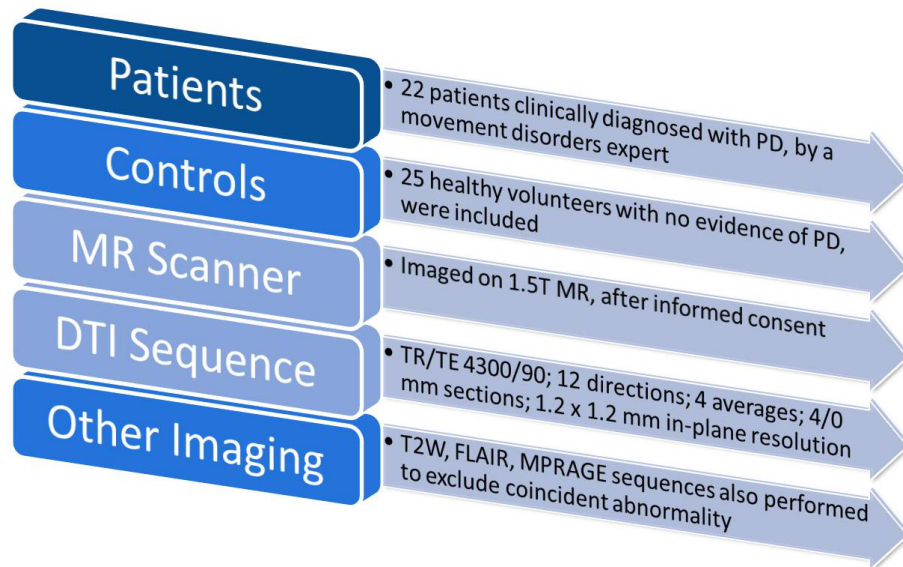 Patients
• 22 patients clinically diagnosed with PD, by a
movement disorders expert
Controls
• 25 healthy volunteers with no evidence of PD,
were included
MR Scanner
• Imaged on 1.5T MR, after informed consent
DTI Sequence
• TR/TE 4300/90; 12 directions; 4 averages; 4/0
mm sections; 1.2 x 1.2 mm in-plane resolution
Other Imaging
• T2W, FLAIR, MPRAGE sequences also performed
to exclude coincident abnormality